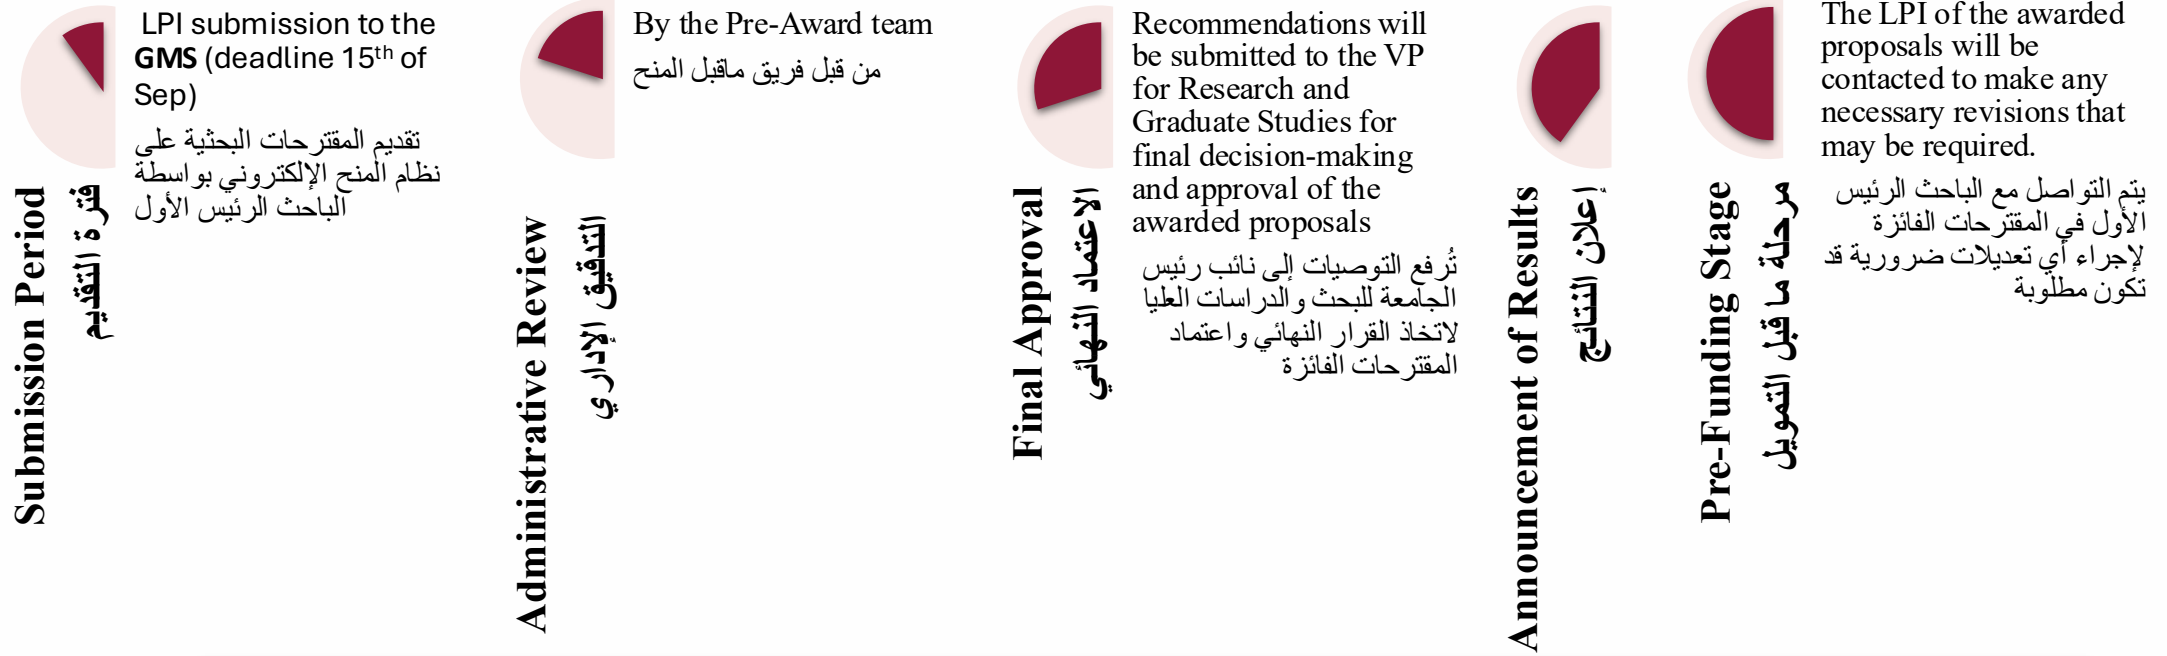 Submission Period
فترة التقديم
LPI submission to the
GMS (deadline 15th of
Sep)
تقديم المقترحات البحثية على
نظام المنح الإلكتروني بواسطة
الباحث الرئيس الأول
Administrative Review
التدقيق الإداري
By the Pre-Award team
من قبل فريق ماقبل المنح
Final Approval
الاعتماد النهائي
Recommendations will
be submitted to the VP
for Research and
Graduate Studies for
final decision-making
and approval of the
awarded proposals
تُرفع التوصيات إلى نائب رئيس
الجامعة للبحث والدراسات العليا
لاتخاذ القرار النهائي واعتماد
المقترحات الفائزة
Announcement of Results
إعلان النتائج
Pre-Funding Stage
مرحلة ما قبل التمويل
The LPI of the awarded
proposals will be
contacted to make any
necessary revisions that
may be required.
يتم التواصل مع الباحث الرئيس
الأول في المقترحات الفائزة
لإجراء أي تعديلات ضرورية قد
تكون مطلوبة